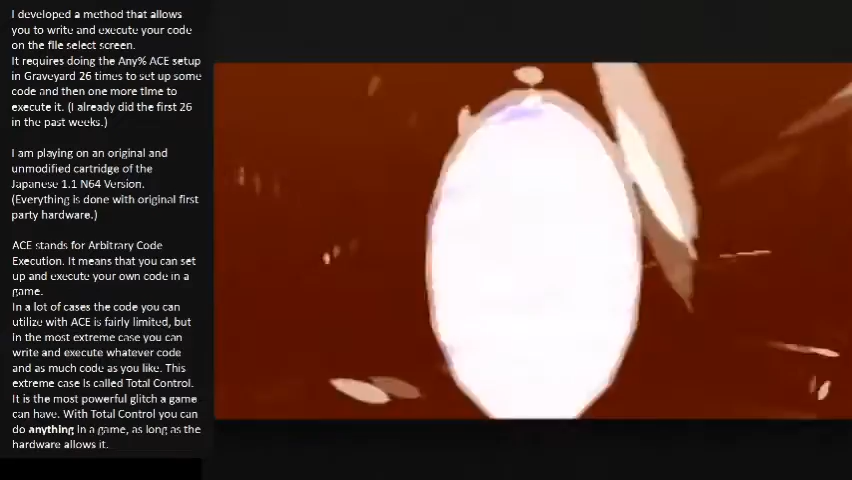 I developed a method that allows
you to write and execute your code
on the file select screen.
It requires doing the Any% ACE setup
in Graveyard 26 times to set up some
code and then one more time to
execute it. (I already did the first 26
in the past weeks.)
I am playing on an original and
unmodified cartridge of the
Japanese 1.1 N64 Version.
(Everything is done with original first
party hardware.)
ACE stands for Arbitrary Code
Execution. It means that you can set
up and execute your own code in a
game.
In a lot of cases the code you can
utilize with ACE is fairly limited, but
in the most extreme case you can
write and execute whatever code
and as much code as you like. This
extreme case is called Total Control.
It is the most powerful glitch a game
can have. With Total Control you can
do anything in a game, as long as the
hardware allows it.